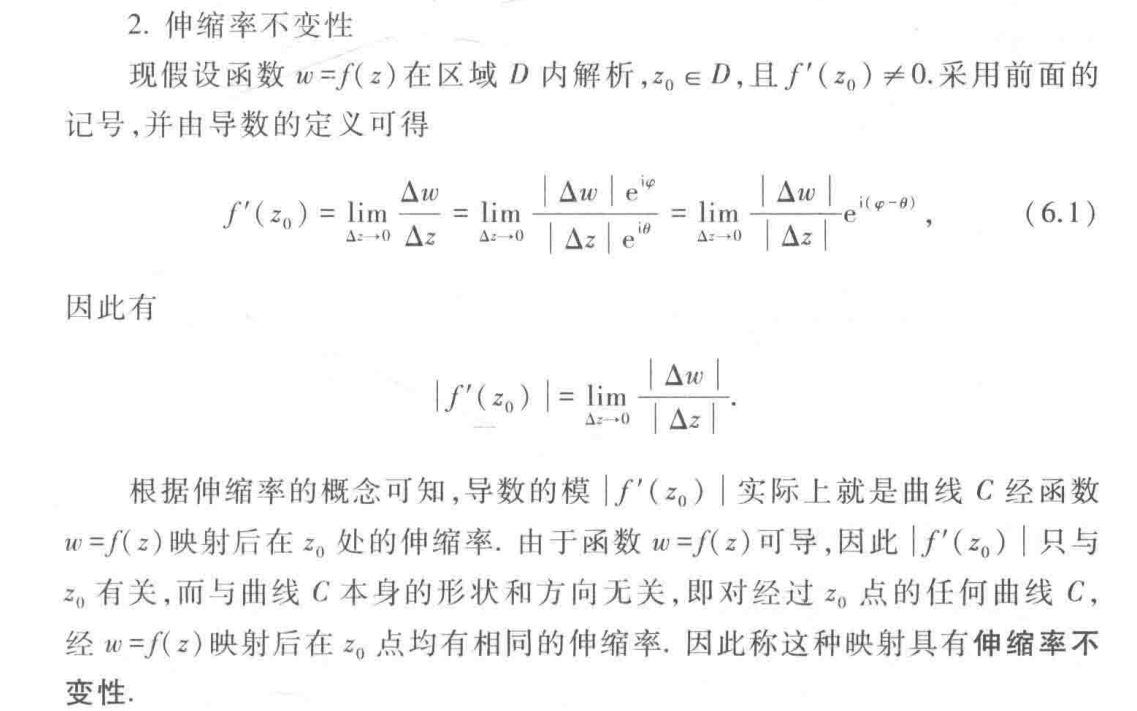 2. 伸缩率不变性
现假设函数 w=f(z)在区域 D 内解析,z₀∈D,且 f′(z₀)≠0.采用前面的
记号,并由导数的定义可得
f′(z₀)=lim_{Δz→0} Δw/Δz=lim_{Δz→0} |Δw|e^{iφ}/|Δz|e^{iθ}=lim_{Δz→0} |Δw|/|Δz| e^{i(φ-θ)}, (6.1)
因此有
|f′(z₀)|=lim_{Δz→0} |Δw|/|Δz|.
根据伸缩率的概念可知,导数的模|f′(z₀)|实际上就是曲线 C 经函数
w=f(z)映射后在 z₀ 处的伸缩率. 由于函数 w=f(z)可导,因此|f′(z₀)|只与
z₀ 有关,而与曲线 C 本身的形状和方向无关,即对经过 z₀ 点的任何曲线 C,
经 w=f(z)映射后在 z₀ 点均有相同的伸缩率. 因此称这种映射具有伸缩率不
变性.